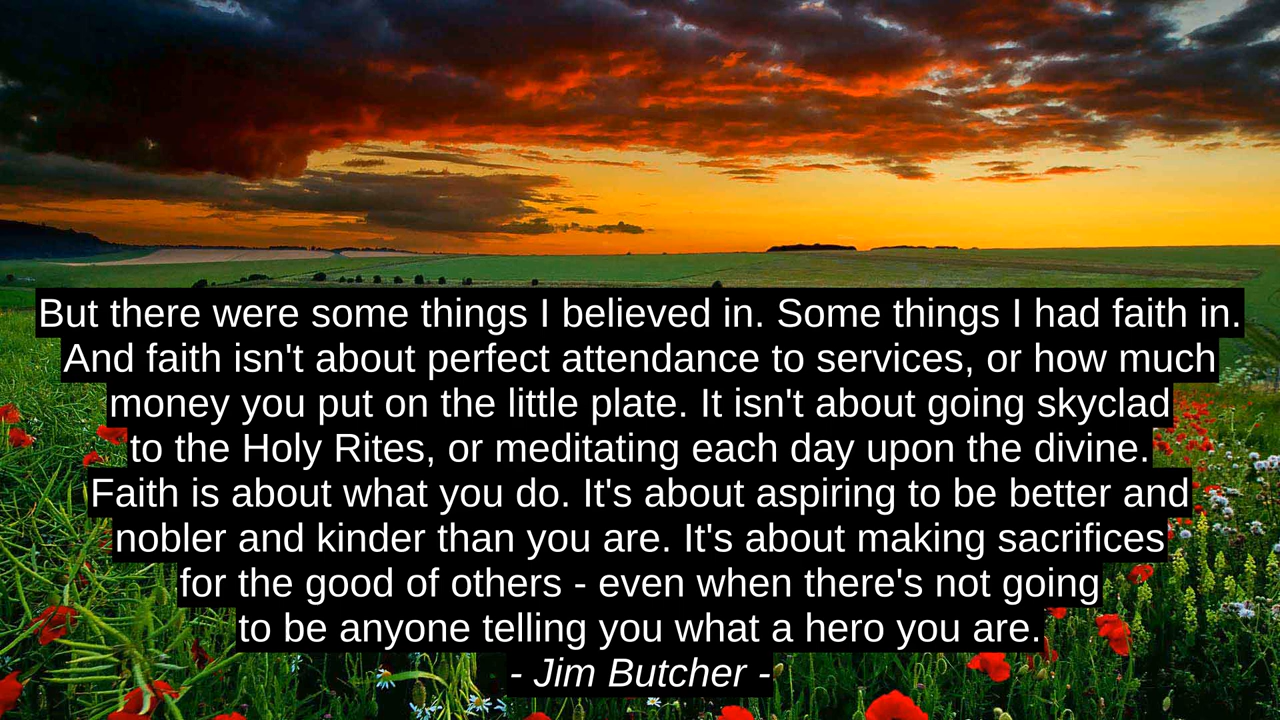 But there were some things I believed in. Some things I had faith in.
And faith isn't about perfect attendance to services, or how much
money you put on the little plate. It isn't about going skyclad
to the Holy Rites, or meditating each day upon the divine.
Faith is about what you do. It's about aspiring to be better and
nobler and kinder than you are. It's about making sacrifices
for the good of others - even when there's not going
to be anyone telling you what a hero you are.
- Jim Butcher -